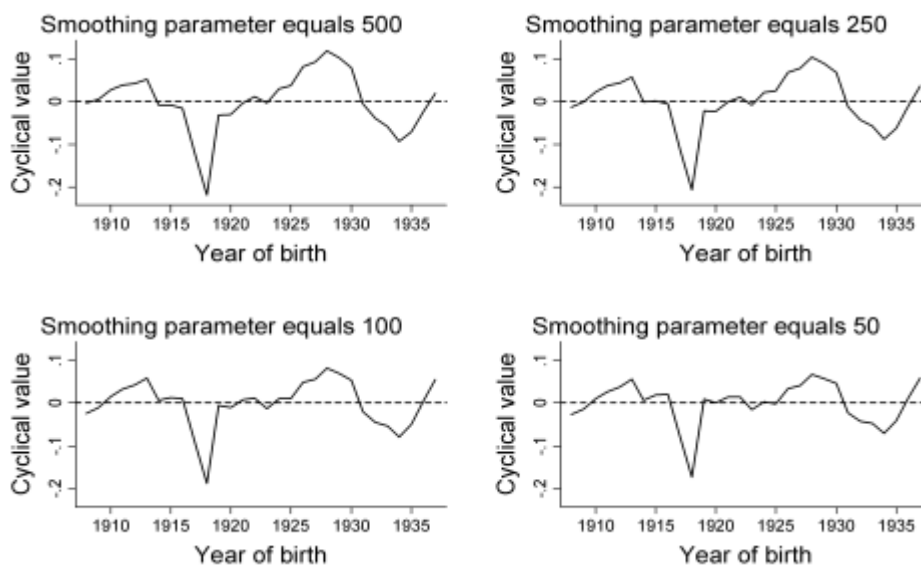 Smoothing parameter equals 500
Cyclical value
.1
0
-.1
-.2
1910 1915 1920 1925 1930 1935
Year of birth
Smoothing parameter equals 250
Cyclical value
.1
0
-.1
-.2
1910 1915 1920 1925 1930 1935
Year of birth
Smoothing parameter equals 100
Cyclical value
.1
0
-.1
-.2
1910 1915 1920 1925 1930 1935
Year of birth
Smoothing parameter equals 50
Cyclical value
.1
0
-.1
-.2
1910 1915 1920 1925 1930 1935
Year of birth